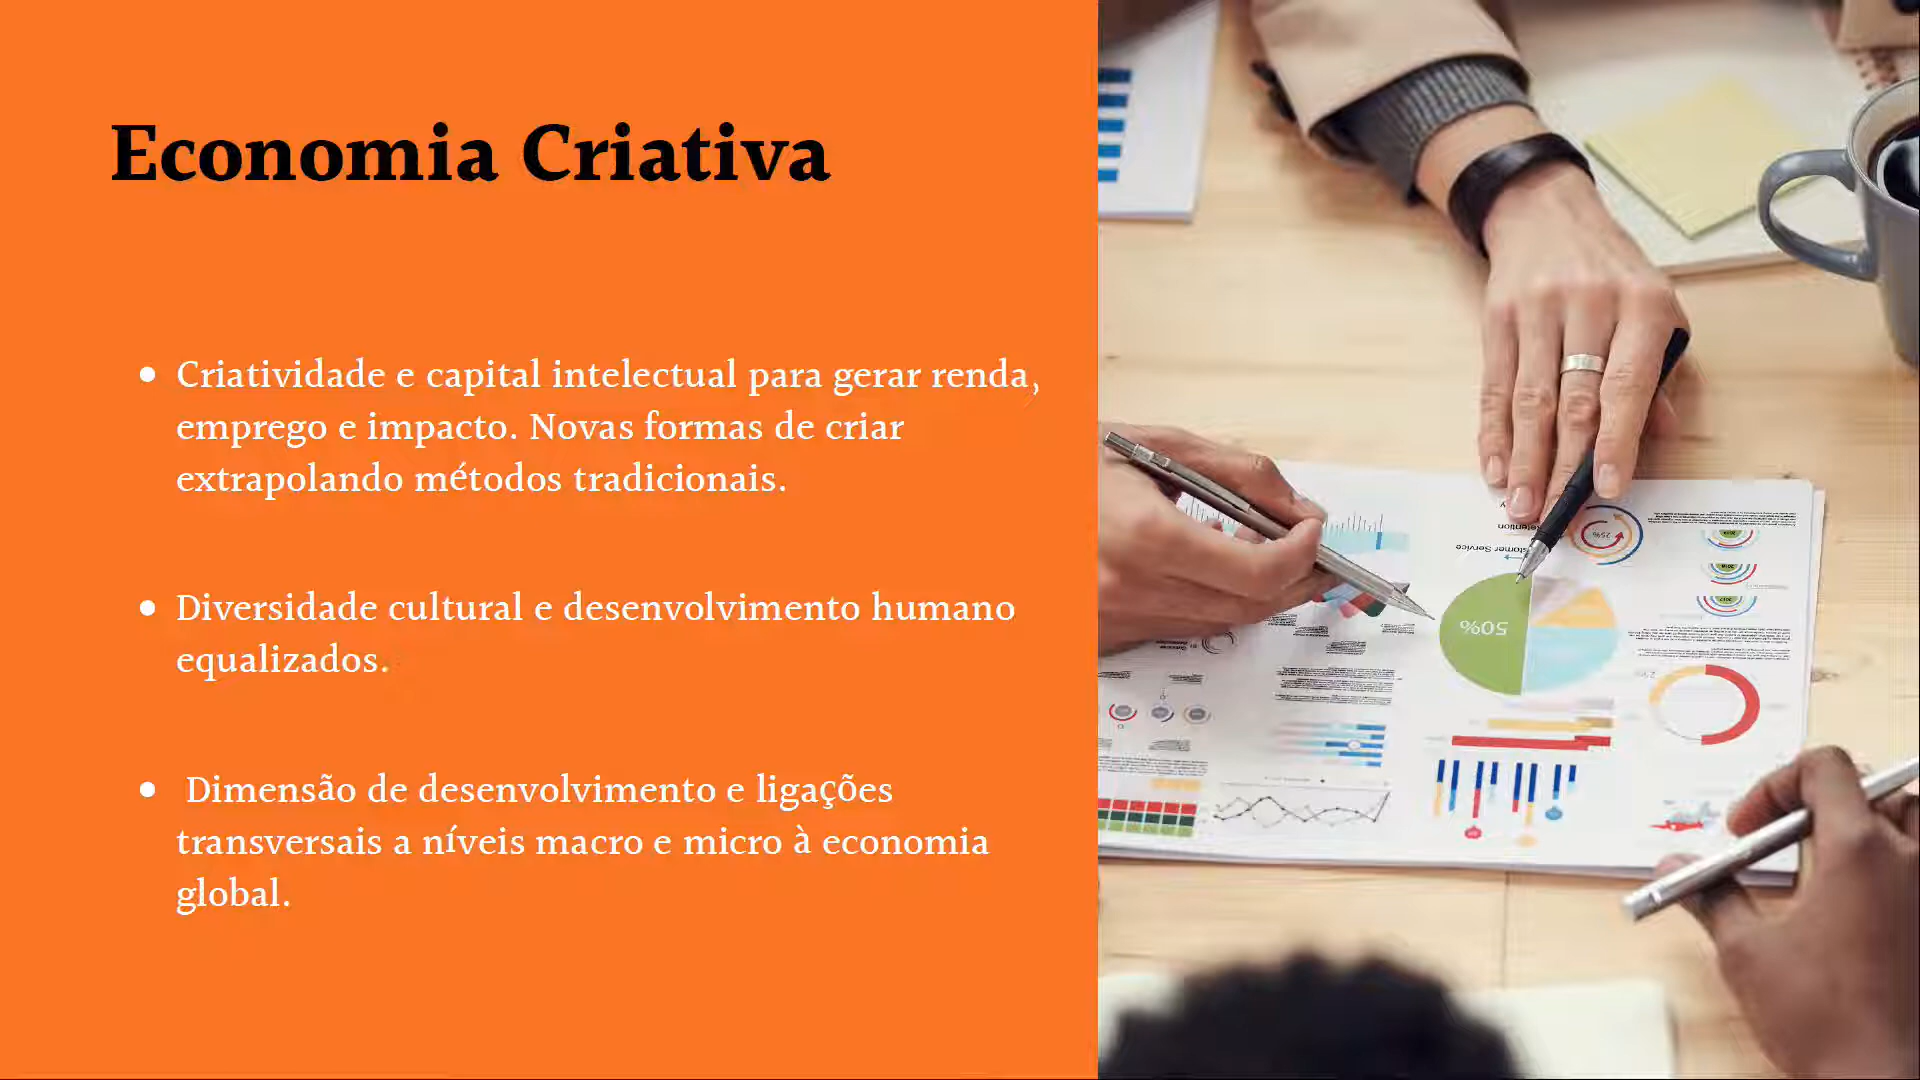 Economia Criativa
• Criatividade e capital intelectual para gerar renda,
emprego e impacto. Novas formas de criar
extrapolando métodos tradicionais.
• Diversidade cultural e desenvolvimento humano
equalizados.
• Dimensão de desenvolvimento e ligações
transversais a níveis macro e micro à economia
global.
50%
25%